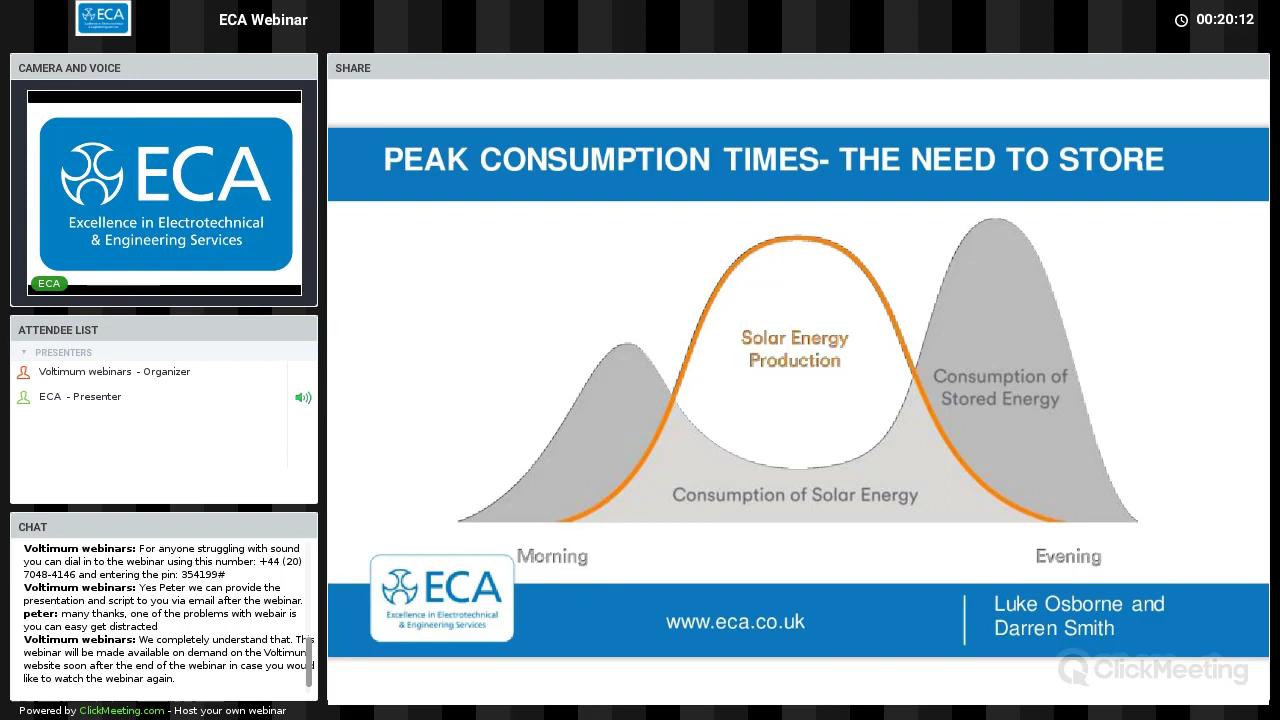 ECA
Excellence in Electrotechnical
& Engineering Services
ECA Webinar
00:20:12
CAMERA AND VOICE
ECA
Excellence in Electrotechnical
& Engineering Services
ECA
ATTENDEE LIST
PRESENTERS
Voltimum webinars - Organizer
ECA - Presenter
CHAT
Voltimum webinars: For anyone struggling with sound
you can dial in to the webinar using this number: +44 (20)
7048-4146 and entering the pin: 354199#
Voltimum webinars: Yes Peter we can provide the
presentation and script to you via email after the webinar.
peter: many thanks, one of the problems with webair is
you can easy get distracted
Voltimum webinars: We completely understand that. This
webinar will be made available on demand on the Voltimum
website soon after the end of the webinar in case you would
like to watch the webinar again.
Powered by ClickMeeting.com - Host your own webinar
SHARE
PEAK CONSUMPTION TIMES- THE NEED TO STORE
Solar Energy
Production
Consumption of
Stored Energy
Consumption of Solar Energy
Morning
Evening
ECA
Excellence in Electrotechnical
& Engineering Services
www.eca.co.uk
Luke Osborne and
Darren Smith
ClickMeeting